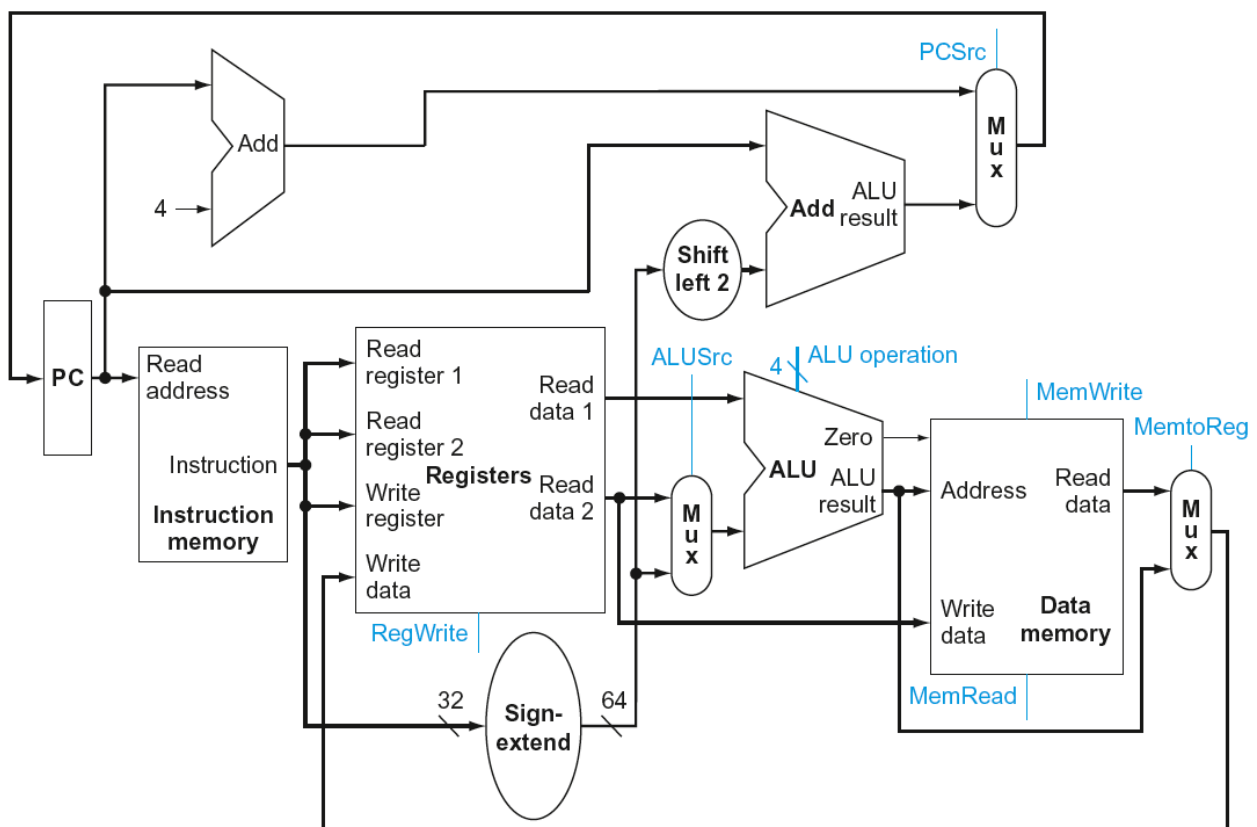 PCSrc
Add
4
M
u
x
Add
ALU
result
Shift
left 2
PC
Read
address
Instruction
Instruction
memory
Read
register 1
Read
register 2
Write
register
Write
data
Registers
Read
data 1
Read
data 2
RegWrite
ALUSrc
M
u
x
4
ALU operation
Zero
ALU
ALU
result
MemWrite
Address
Read
data
Write
data
Data
memory
MemRead
MemtoReg
M
u
x
32
Sign-
extend
64